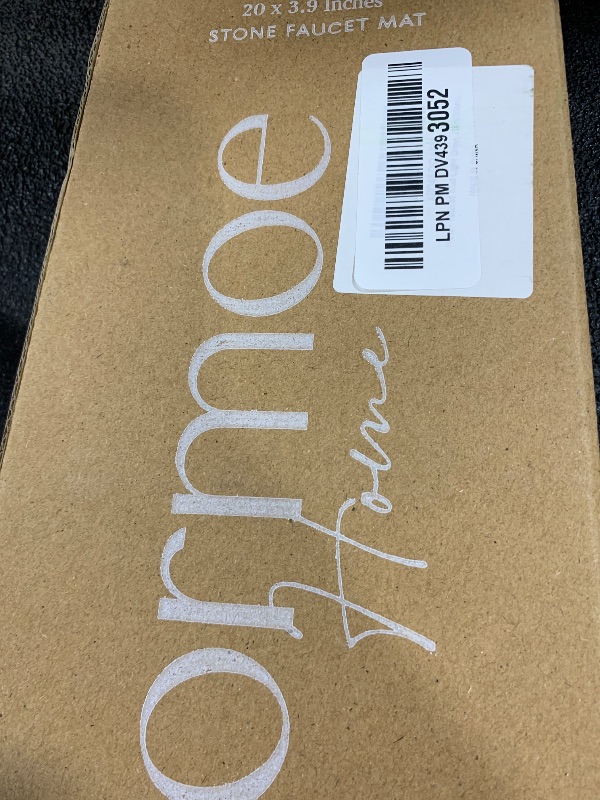 20 x 3.9 Inches
STONE FAUCET MAT
LPN PM DV4393052
ormoe
Home